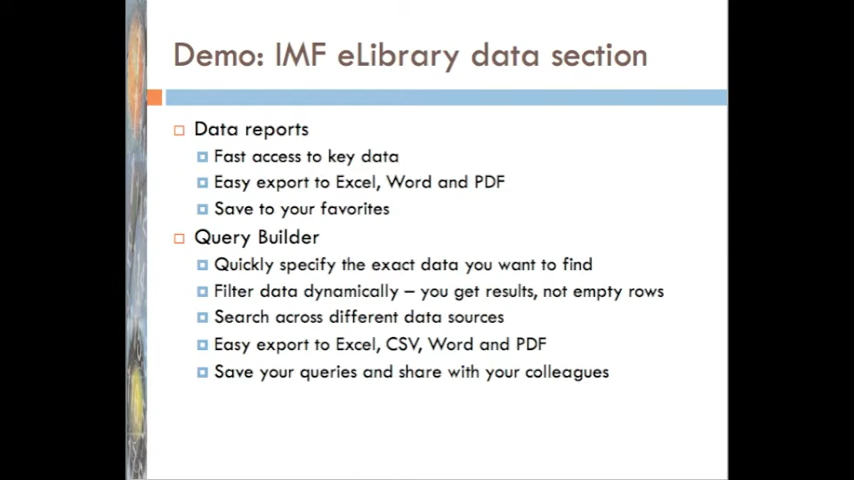 Demo: IMF eLibrary data section
Data reports
Fast access to key data
Easy export to Excel, Word and PDF
Save to your favorites
Query Builder
Quickly specify the exact data you want to find
Filter data dynamically – you get results, not empty rows
Search across different data sources
Easy export to Excel, CSV, Word and PDF
Save your queries and share with your colleagues